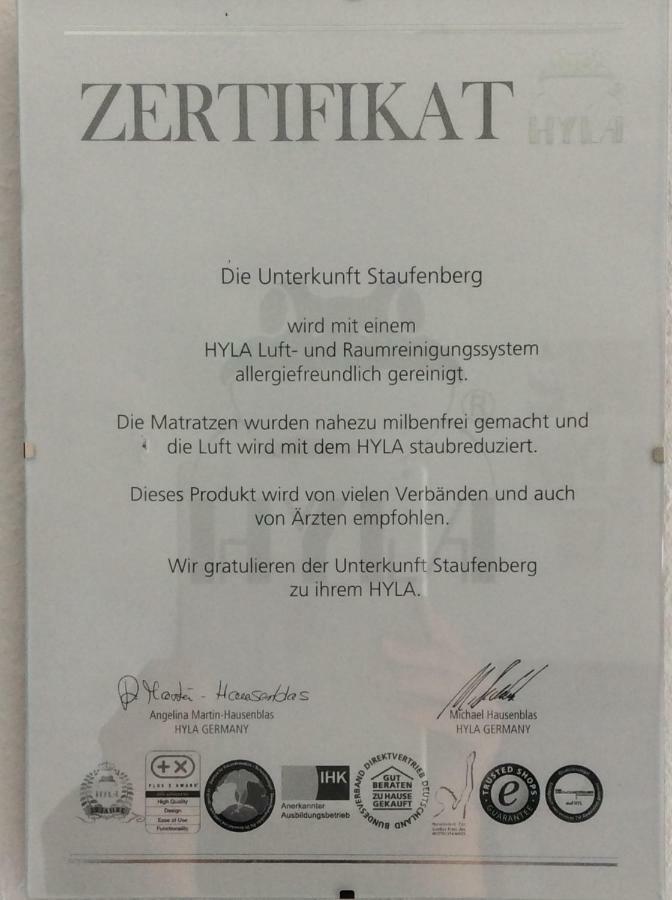 ZERTIFIKAT
HYLA
Die Unterkunft Staufenberg
wird mit einem
HYLA Luft- und Raumreinigungssystem
allergiefreundlich gereinigt.
Die Matratzen wurden nahezu milbenfrei gemacht und
die Luft wird mit dem HYLA staubreduziert.
Dieses Produkt wird von vielen Verbänden und auch
von Ärzten empfohlen.
Wir gratulieren der Unterkunft Staufenberg
zu ihrem HYLA.
Angelina Martin-Hausenblas
HYLA GERMANY
Michael Hausenblas
HYLA GERMANY
HYLA
PLUS X AWARD
High Quality
Design
Ease of Use
Functionality
IHK
Anerkannter
Ausbildungsbetrieb
BUNDESVERBAND DIREKTVERTRIEB DEUTSCHLAND
GUT
BERATEN
ZU HAUSE
GEKAUFT
TRUSTED SHOPS
e
GUARANTEE